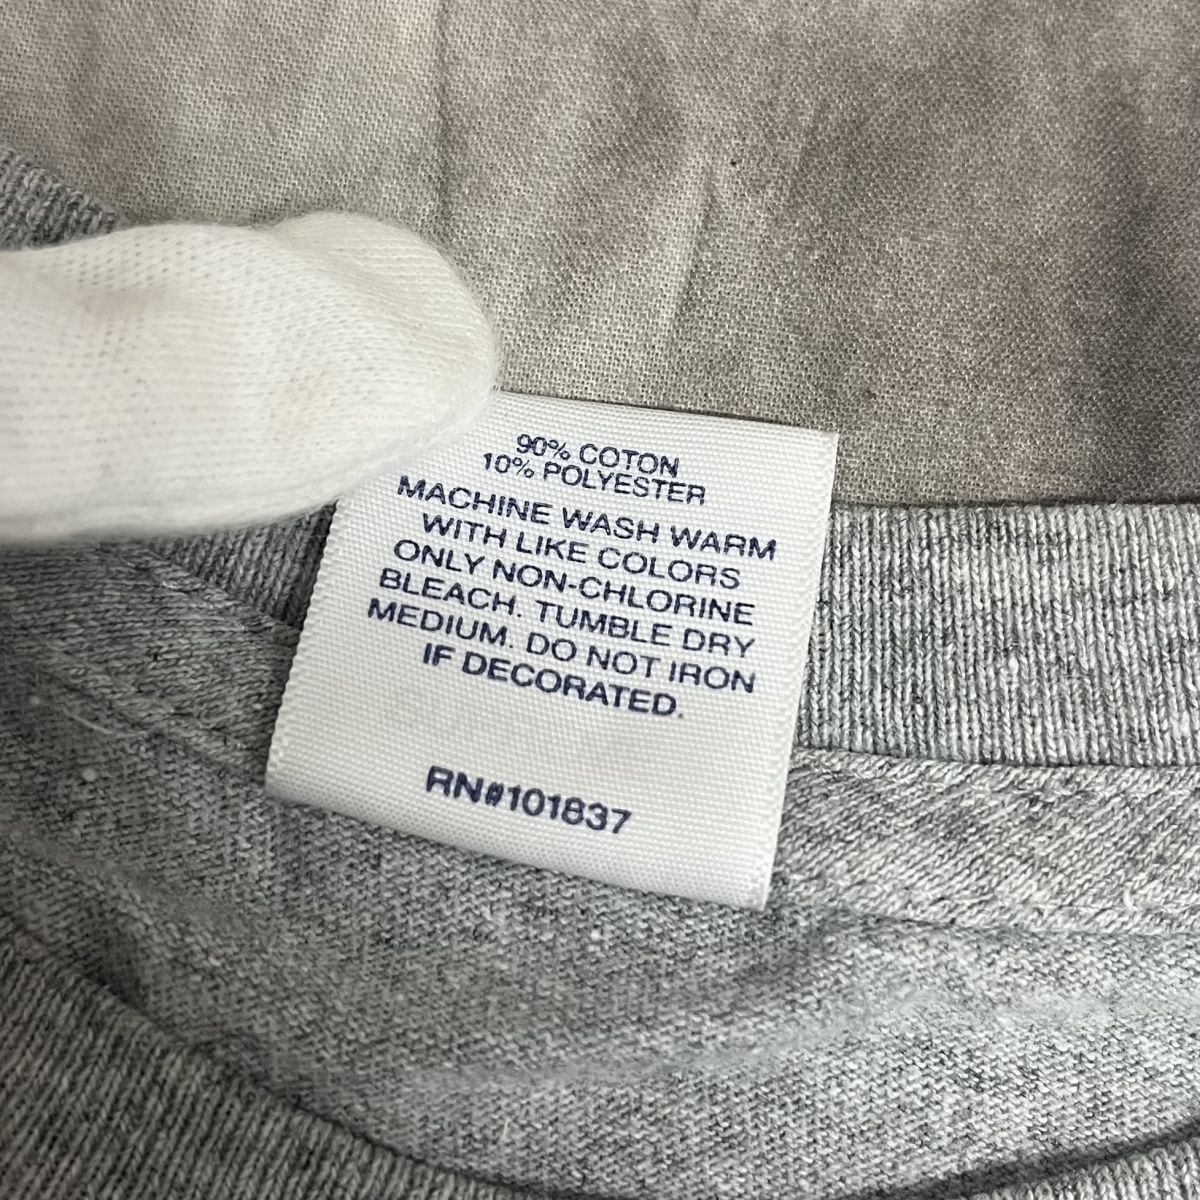 90% COTON
10% POLYESTER
MACHINE WASH WARM
WITH LIKE COLORS
ONLY NON-CHLORINE
BLEACH. TUMBLE DRY
MEDIUM. DO NOT IRON
IF DECORATED.
RN#101837